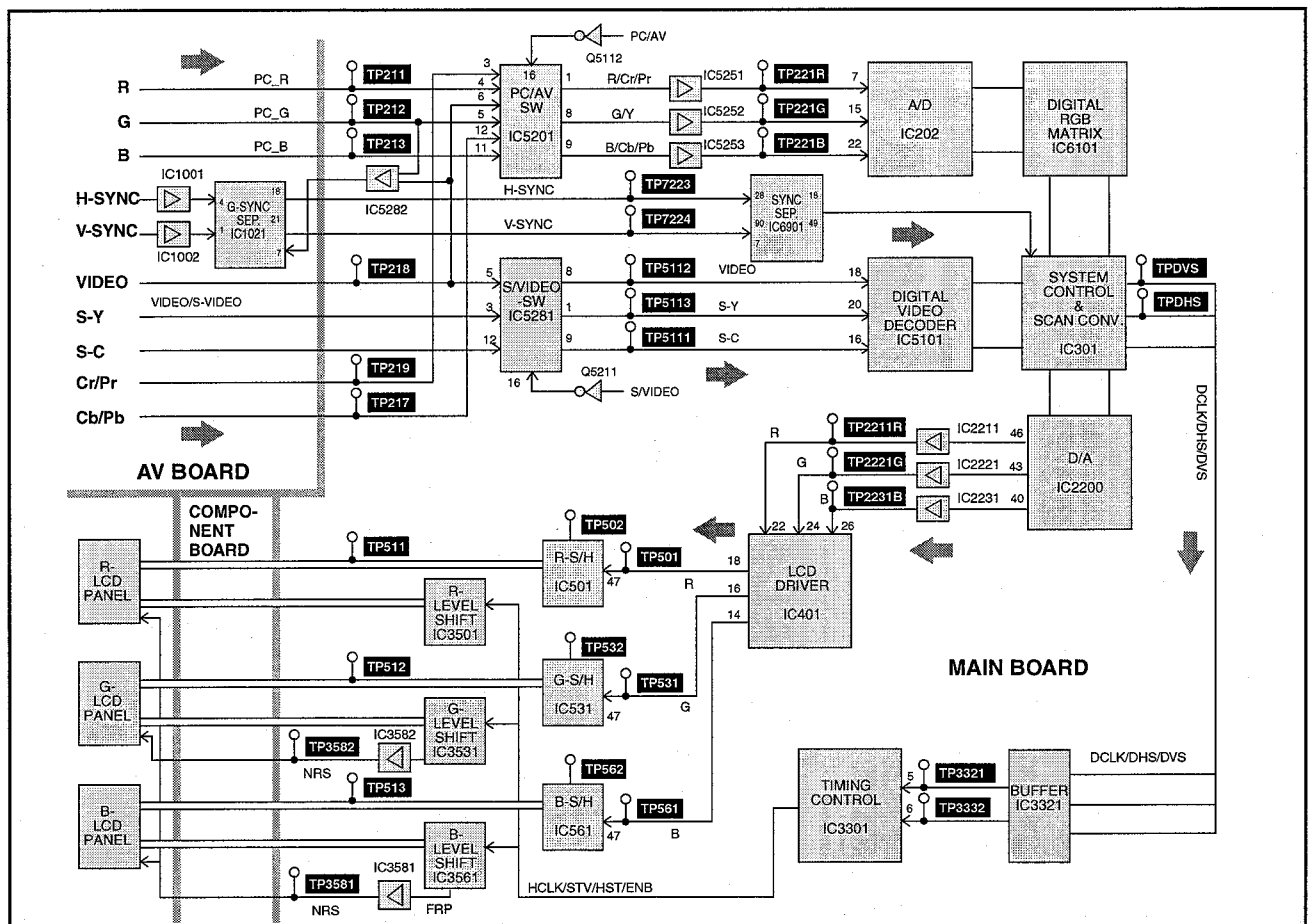 PC/AV
Q5112
R
PC_R
TP211
G
PC_G
TP212
B
PC_B
TP213
3
4
6
5
12
11
16
PC/AV
SW
IC5201
1
8
9
R/Cr/Pr
G/Y
B/Cb/Pb
IC5251
IC5252
IC5253
TP221R
TP221G
TP221B
7
15
22
A/D
IC202
DIGITAL
RGB
MATRIX
IC6101
H-SYNC
V-SYNC
IC1001
IC1002
4
1
G-SYNC
SEP.
IC1021
18
21
7
IC5282
H-SYNC
V-SYNC
TP7223
TP7224
28
90
7
SYNC
SEP.
IC6901
18
49
VIDEO
VIDEO/S-VIDEO
S-Y
S-C
Cr/Pr
Cb/Pb
TP218
TP219
TP217
5
3
12
16
S/VIDEO
-SW
IC5281
8
1
9
TP5112
VIDEO
TP5113
S-Y
TP5111
S-C
Q5211
S/VIDEO
18
20
16
DIGITAL
VIDEO
DECODER
IC5101
SYSTEM
CONTROL
&
SCAN CONV.
IC301
TPDVS
TPDHS
DCLK/DHS/DVS
AV BOARD
COMPO-
NENT
BOARD
R
TP2211R
IC2211
46
G
TP2221G
IC2221
43
B
TP2231B
IC2231
40
D/A
IC2200
22
24
26
LCD
DRIVER
IC401
18
16
14
R-
LCD
PANEL
TP511
TP502
R-S/H
IC501
47
TP501
R
R-
LEVEL
SHIFT
IC3501
G-
LCD
PANEL
TP512
TP532
G-S/H
IC531
47
TP531
G
G-
LEVEL
SHIFT
IC3531
IC3582
TP3582
NRS
MAIN BOARD
B-
LCD
PANEL
TP513
TP562
B-S/H
IC561
47
TP561
B
B-
LEVEL
SHIFT
IC3561
IC3581
TP3581
NRS
FRP
HCLK/STV/HST/ENB
TIMING
CONTROL
IC3301
5
6
TP3321
TP3332
BUFFER
IC3321
DCLK/DHS/DVS